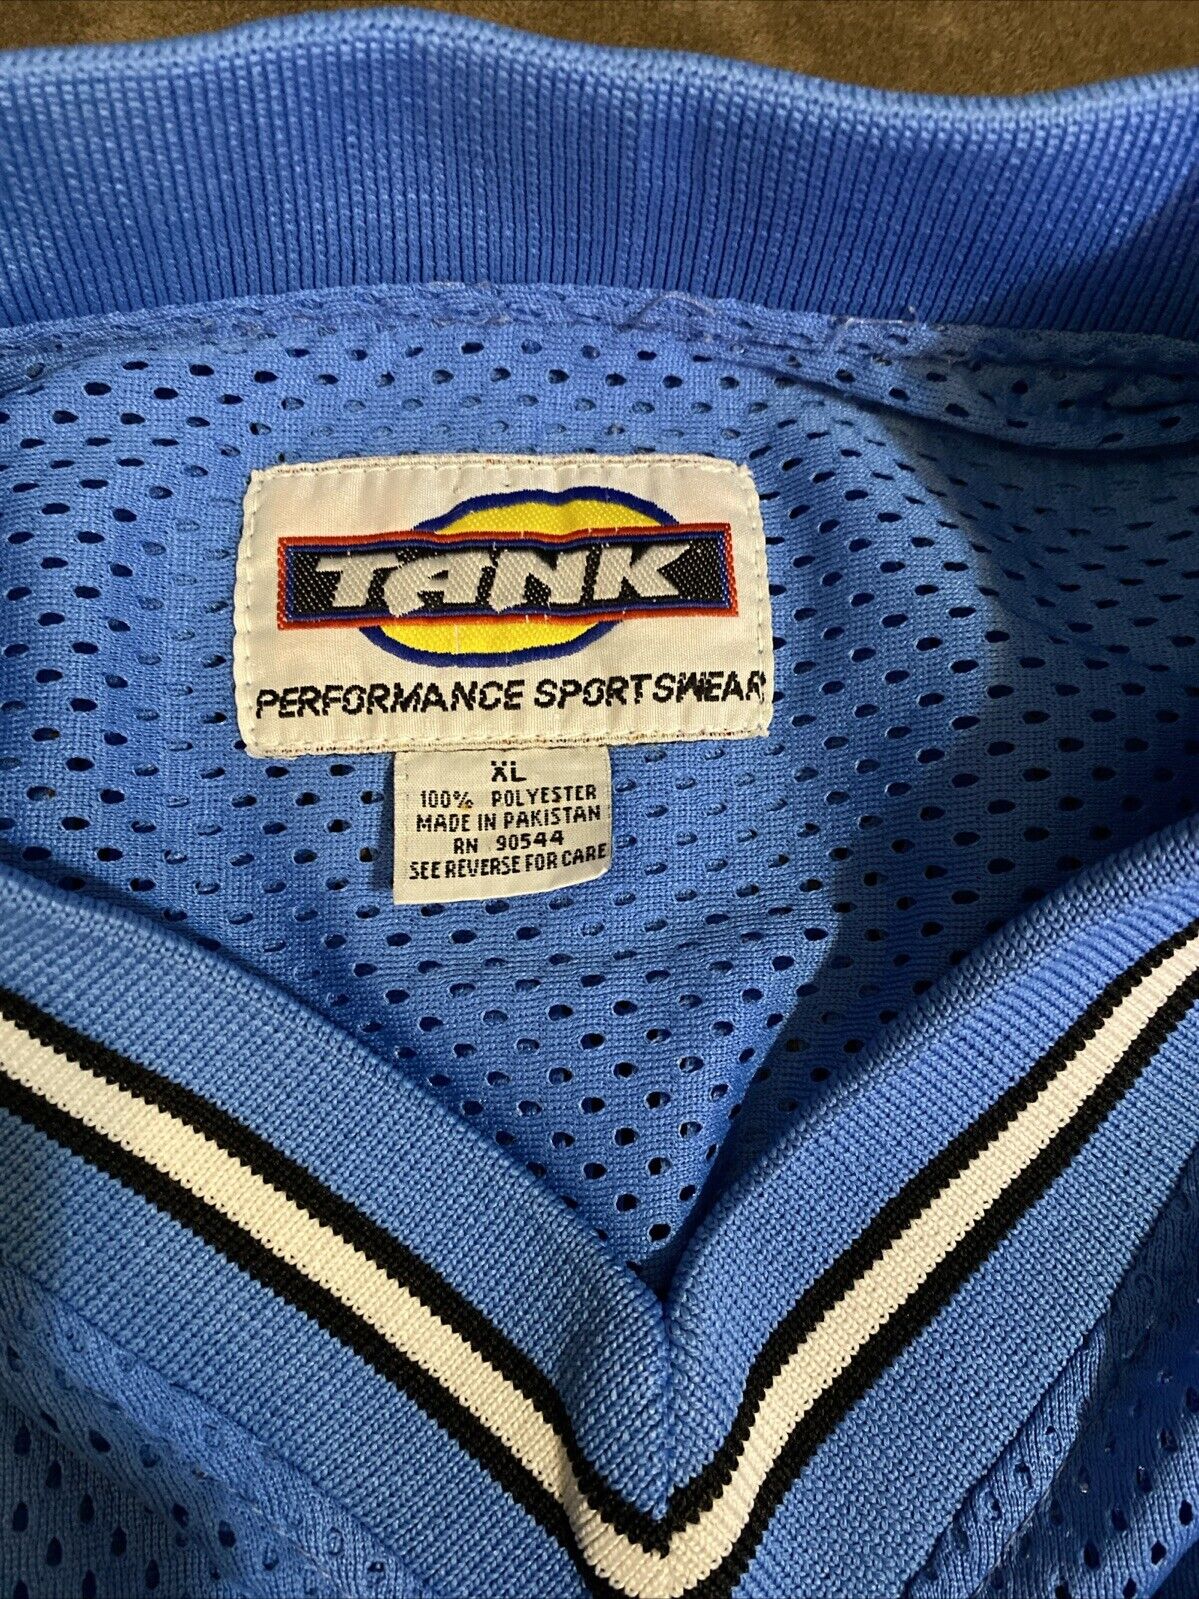 TANK
PERFORMANCE SPORTSWEAR
XL
100% POLYESTER
MADE IN PAKISTAN
RN 90544
SEE REVERSE FOR CARE